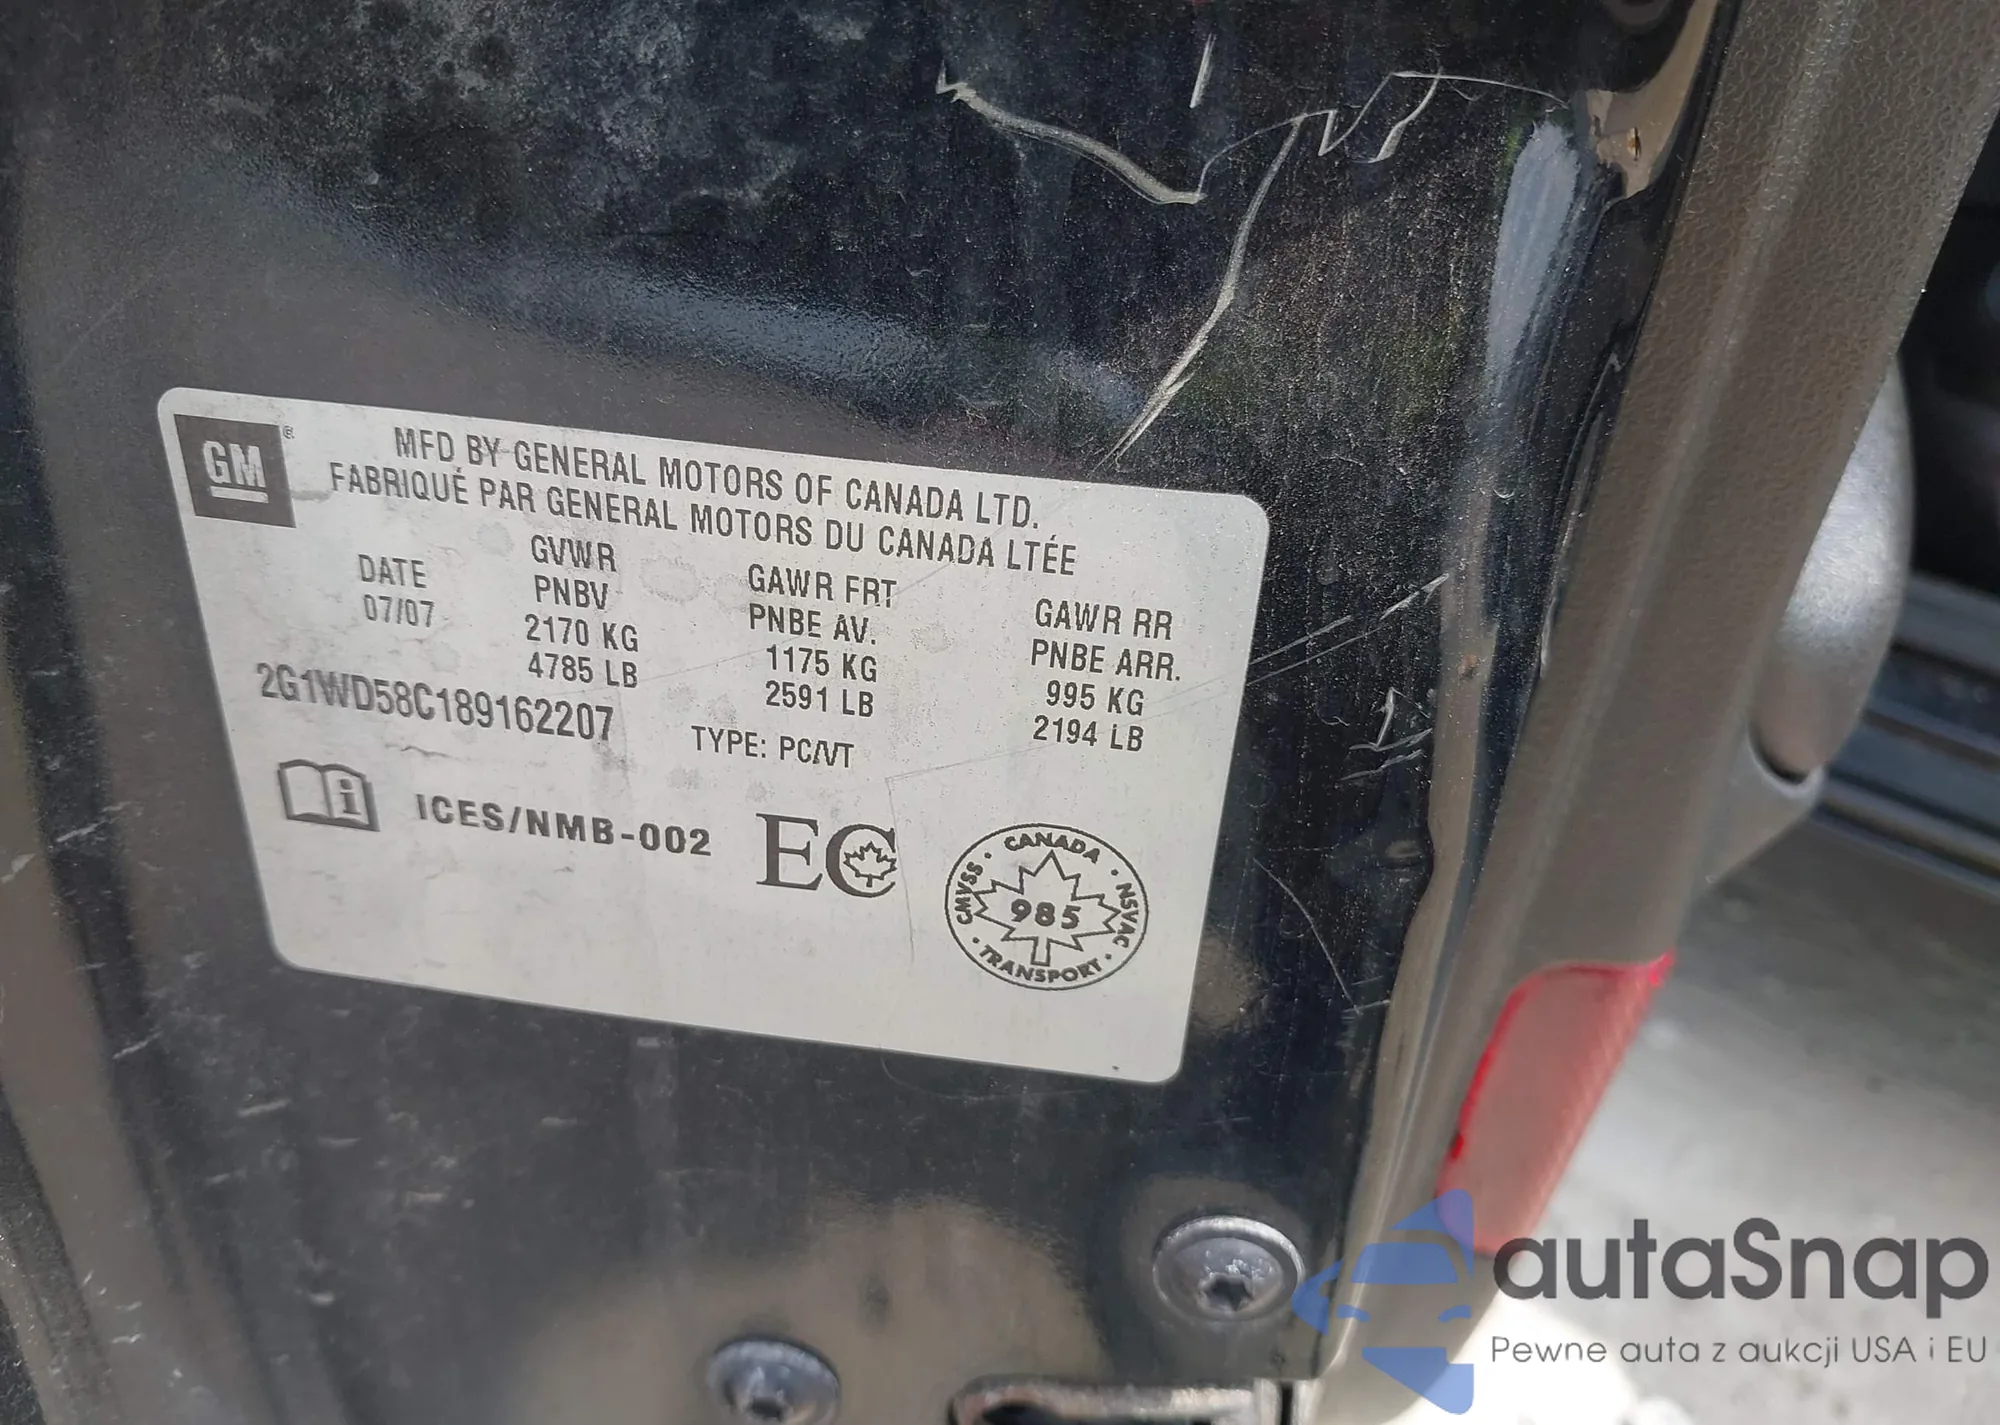 GM
MFD BY GENERAL MOTORS OF CANADA LTD.
FABRIQUÉ PAR GENERAL MOTORS DU CANADA LTÉE
DATE
07/07
GVWR
PNBV
2170 KG
4785 LB
GAWR FRT
PNBE AV.
1175 KG
2591 LB
GAWR RR
PNBE ARR.
995 KG
2194 LB
2G1WD58C189162207
TYPE: PC/VT
i ICES/NMB-002
EC
CANADA
CMVSS 985 NSVAC
TRANSPORT
autaSnap
Pewne auta z aukcji USA i EU